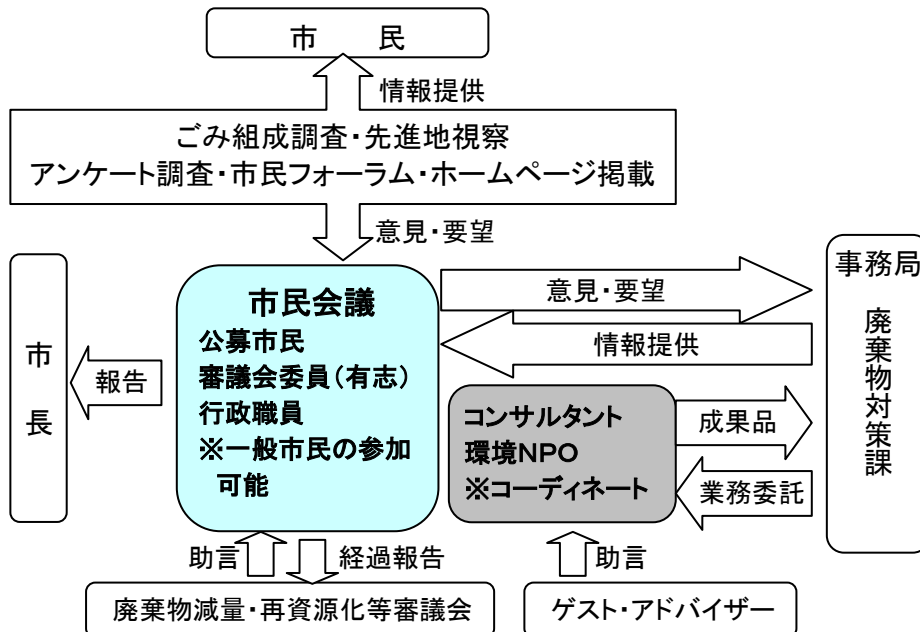 市　　民
情報提供
ごみ組成調査・先進地視察
アンケート調査・市民フォーラム・ホームページ掲載
意見・要望
市民会議
公募市民
審議会委員（有志）
行政職員
※一般市民の参加
可能
市　長
報告
意見・要望
情報提供
事務局
廃棄物対策課
コンサルタント
環境NPO
※コーディネート
成果品
業務委託
助言
経過報告
助言
廃棄物減量・再資源化等審議会
ゲスト・アドバイザー